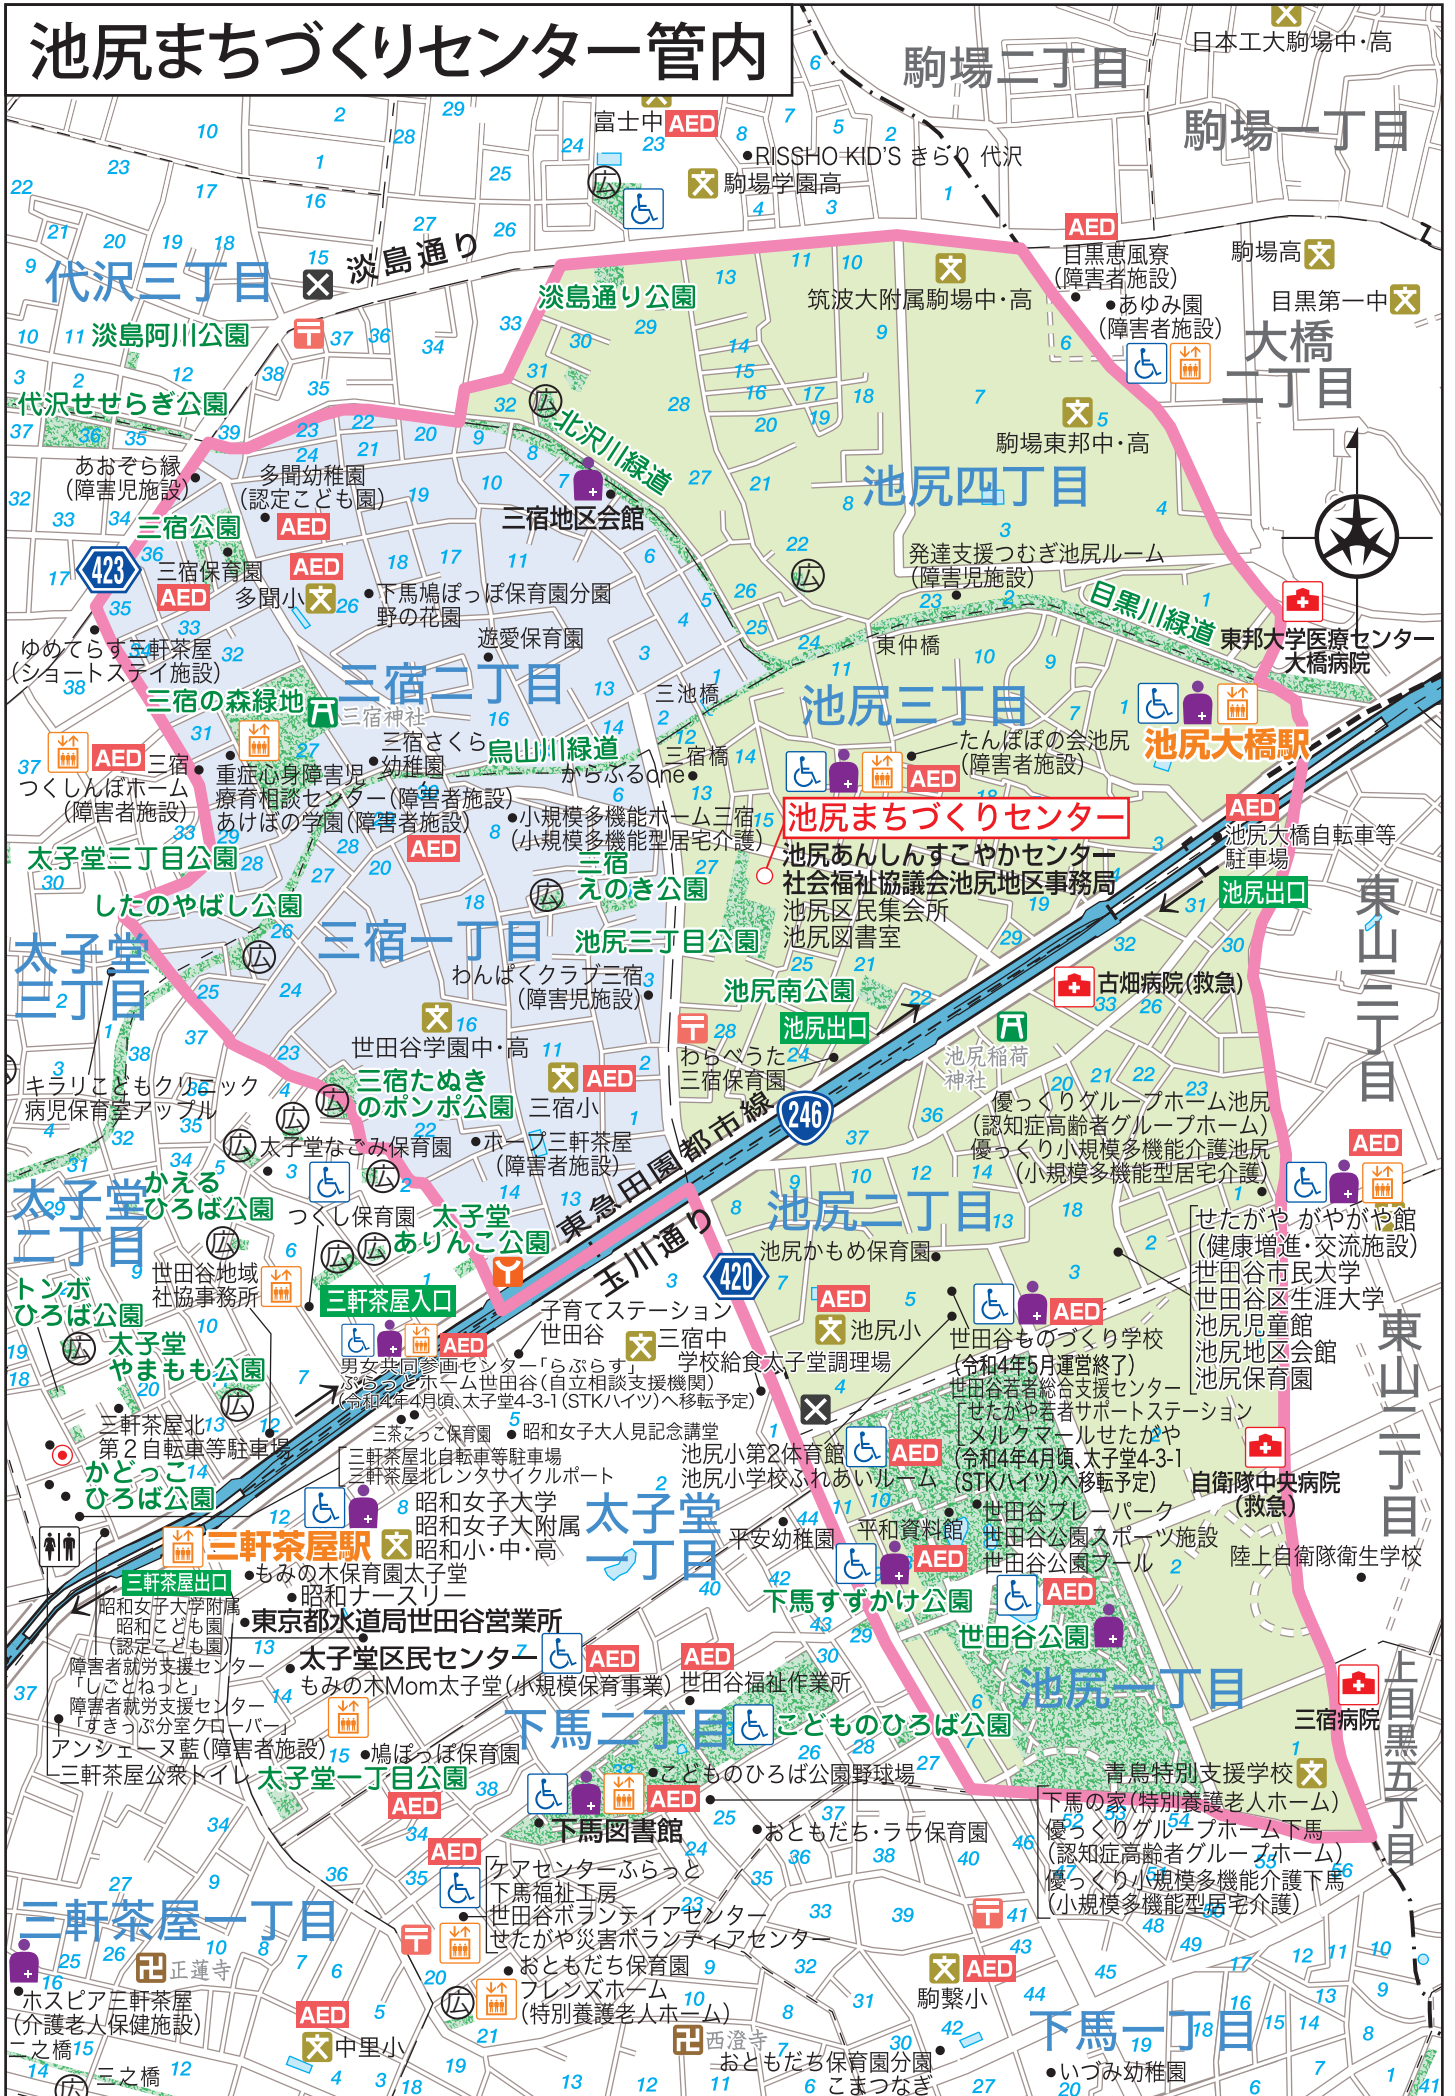 池尻まちづくりセンター管内
日本工大駒場中・高
駒場二丁目
駒場一丁目
富士中 AED
RISSHO KID'S きらり 代沢
駒場学園高
淡島通り
代沢三丁目
淡島通り公園
筑波大附属駒場中・高
AED
目黒恵風寮
(障害者施設)
あゆみ園
(障害者施設)
駒場高
目黒第一中
大橋
二丁目
淡島阿川公園
代沢せせらぎ公園
駒場東邦中・高
北沢川緑道
池尻四丁目
あおぞら縁
(障害児施設)
多聞幼稚園
(認定こども園)
AED
三宿地区会館
三宿公園
423
三宿保育園
AED
AED
多聞小
下馬鳩ぽっぽ保育園分園
野の花園
遊愛保育園
発達支援つむぎ池尻ルーム
(障害児施設)
目黒川緑道
東仲橋
東邦大学医療センター
大橋病院
ゆめてらす三軒茶屋
(ショートステイ施設)
三宿二丁目
三池橋
池尻三丁目
三宿の森緑地
三宿神社
三宿さくら
幼稚園
烏山川緑道
三宿橋
からふるone
たんぽぽの会池尻
(障害者施設)
AED
池尻大橋駅
AED 三宿
つくしんぼホーム
(障害者施設)
重症心身障害児
療育相談センター(障害者施設)
あけぼの学園(障害者施設)
AED
小規模多機能ホーム三宿
(小規模多機能型居宅介護)
池尻まちづくりセンター
池尻あんしんすこやかセンター
社会福祉協議会池尻地区事務局
池尻区民集会所
池尻図書室
AED
池尻大橋自転車等
駐車場
池尻出口
太子堂三丁目公園
三宿
えのき公園
したのやばし公園
三宿一丁目
池尻三丁目公園
東山三丁目
太子堂
三丁目
わんぱくクラブ三宿
(障害児施設)
池尻南公園
古畑病院(救急)
池尻出口
世田谷学園中・高
わらべうた
三宿保育園
池尻稲荷
神社
キラリこどもクリニック
病児保育室アップル
三宿たぬき
のポンポ公園
AED
三宿小
東急田園都市線
246
優っくりグループホーム池尻
(認知症高齢者グループホーム)
優っくり小規模多機能介護池尻
(小規模多機能型居宅介護)
AED
太子堂なごみ保育園
ホープ三軒茶屋
(障害者施設)
太子堂
二丁目
かえる
ひろば公園
つくし保育園
太子堂
ありんこ公園
玉川通り
池尻二丁目
池尻かもめ保育園
せたがや がやがや館
(健康増進・交流施設)
世田谷市民大学
世田谷区生涯大学
池尻児童館
池尻地区会館
池尻保育園
世田谷地域
社協事務所
トンボ
ひろば公園
三軒茶屋入口
420
太子堂
やまもも公園
AED
子育てステーション
世田谷
三宿中
学校給食太子堂調理場
AED
池尻小
AED
世田谷ものづくり学校
(令和4年5月運営終了)
世田谷若者総合支援センター
せたがや若者サポートステーション
メルクマールせたがや
(令和4年4月頃、太子堂4-3-1
(STKハイツ)へ移転予定)
東山二丁目
男女共同参画センター「らぷらす」
ぷらっとホーム世田谷(自立相談支援機関)
(令和4年4月頃、太子堂4-3-1(STKハイツ)へ移転予定)
三茶こっこ保育園
昭和女子大人見記念講堂
三軒茶屋北
第2自転車等駐車場
三軒茶屋北自転車等駐車場
三軒茶屋北レンタサイクルポート
池尻小第2体育館
池尻小学校ふれあいルーム
AED
自衛隊中央病院
(救急)
かどっこ
ひろば公園
昭和女子大学
昭和女子大附属
昭和小・中・高
太子堂
一丁目
平安幼稚園
平和資料館
AED
世田谷プレーパーク
世田谷公園スポーツ施設
世田谷公園プール
AED
陸上自衛隊衛生学校
三軒茶屋駅
三軒茶屋出口
もみの木保育園太子堂
昭和ナースリー
下馬すずかけ公園
世田谷公園
東京都水道局世田谷営業所
昭和女子大学附属
昭和こども園
(認定こども園)
太子堂区民センター
AED
もみの木Mom太子堂(小規模保育事業)
AED
世田谷福祉作業所
池尻一丁目
上目黒五丁目
三宿病院
障害者就労支援センター
「しごとねっと」
障害者就労支援センター
「すきっぷ分室クローバー」
アンシェーヌ藍(障害者施設)
三軒茶屋公衆トイレ
下馬二丁目
こどものひろば公園
鳩ぽっぽ保育園
太子堂一丁目公園
AED
こどものひろば公園野球場
AED
下馬図書館
青鳥特別支援学校
下馬の家(特別養護老人ホーム)
優っくりグループホーム下馬
(認知症高齢者グループホーム)
優っくり小規模多機能介護下馬
(小規模多機能型居宅介護)
おともだち・ララ保育園
AED
ケアセンターふらっと
下馬福祉工房
世田谷ボランティアセンター
せたがや災害ボランティアセンター
三軒茶屋一丁目
正蓮寺
おともだち保育園
フレンズホーム
(特別養護老人ホーム)
AED
駒繋小
ホスピア三軒茶屋
(介護老人保健施設)
二之橋
三之橋
AED
中里小
西澄寺
おともだち保育園分園
こまつなぎ
下馬一丁目
いづみ幼稚園